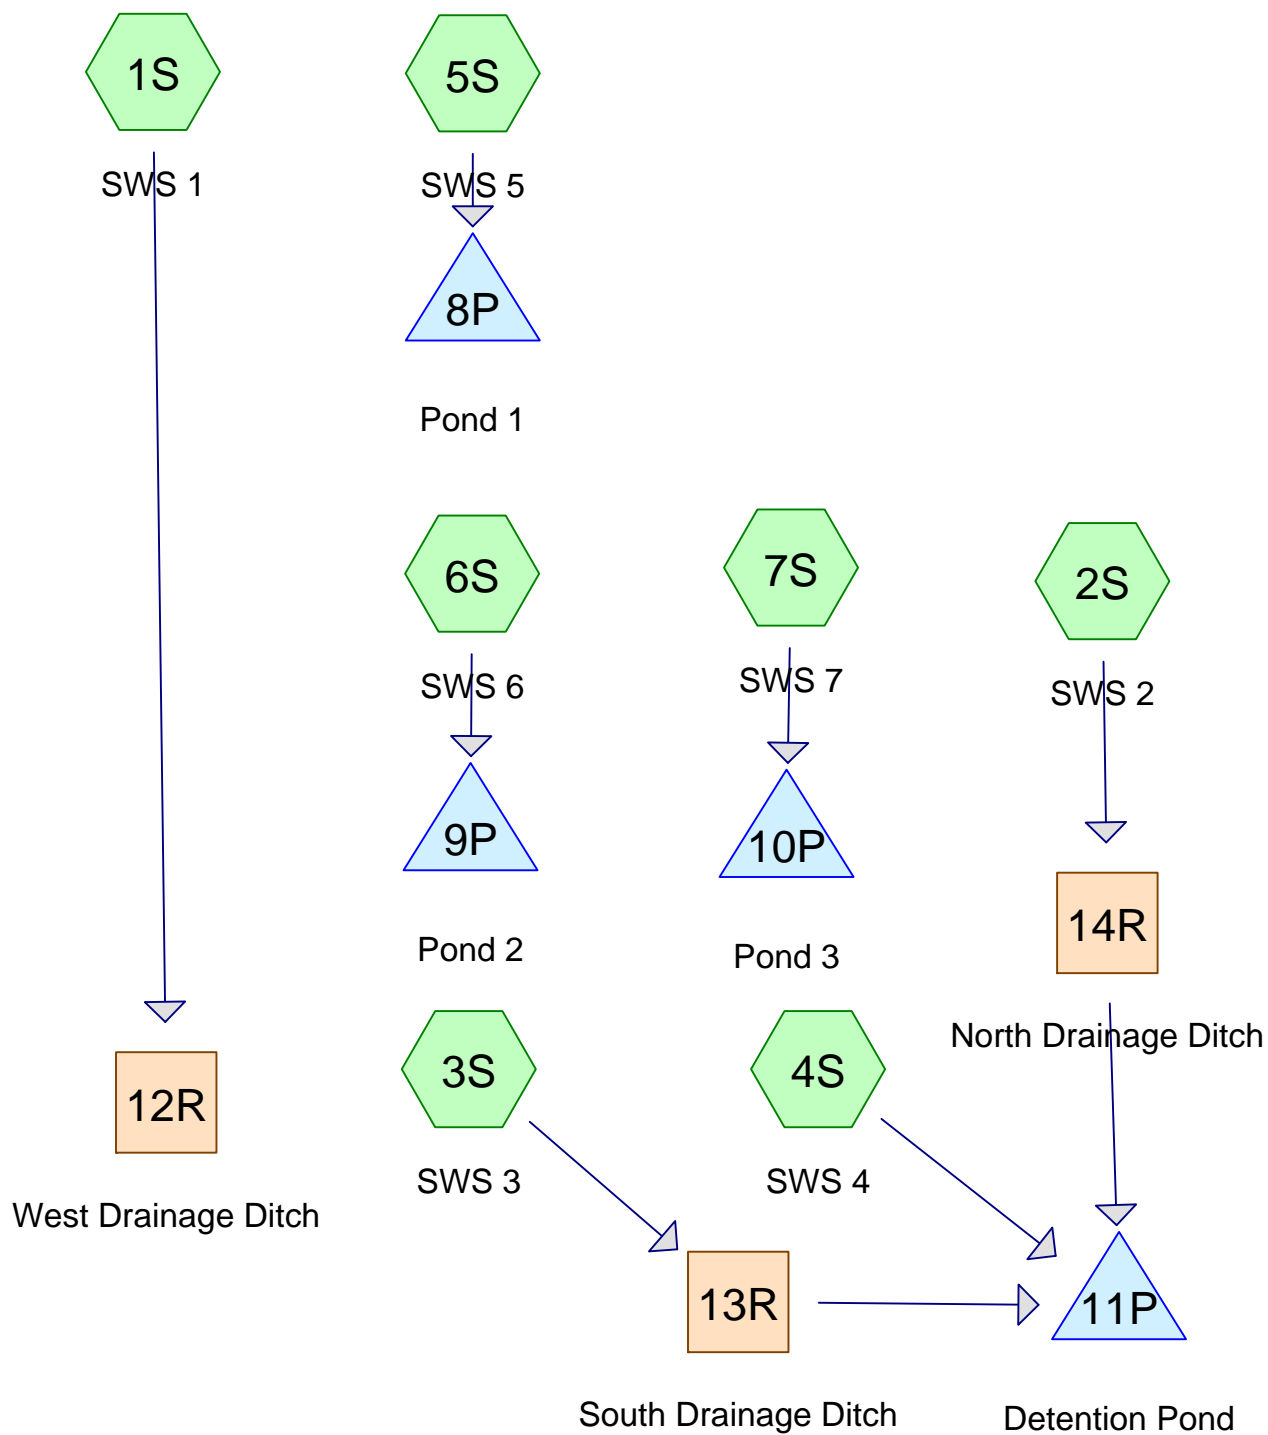 1S
SWS 1
5S
SWS 5
8P
Pond 1
6S
SWS 6
7S
SWS 7
2S
SWS 2
9P
Pond 2
10P
Pond 3
14R
North Drainage Ditch
12R
West Drainage Ditch
3S
SWS 3
4S
SWS 4
13R
South Drainage Ditch
11P
Detention Pond